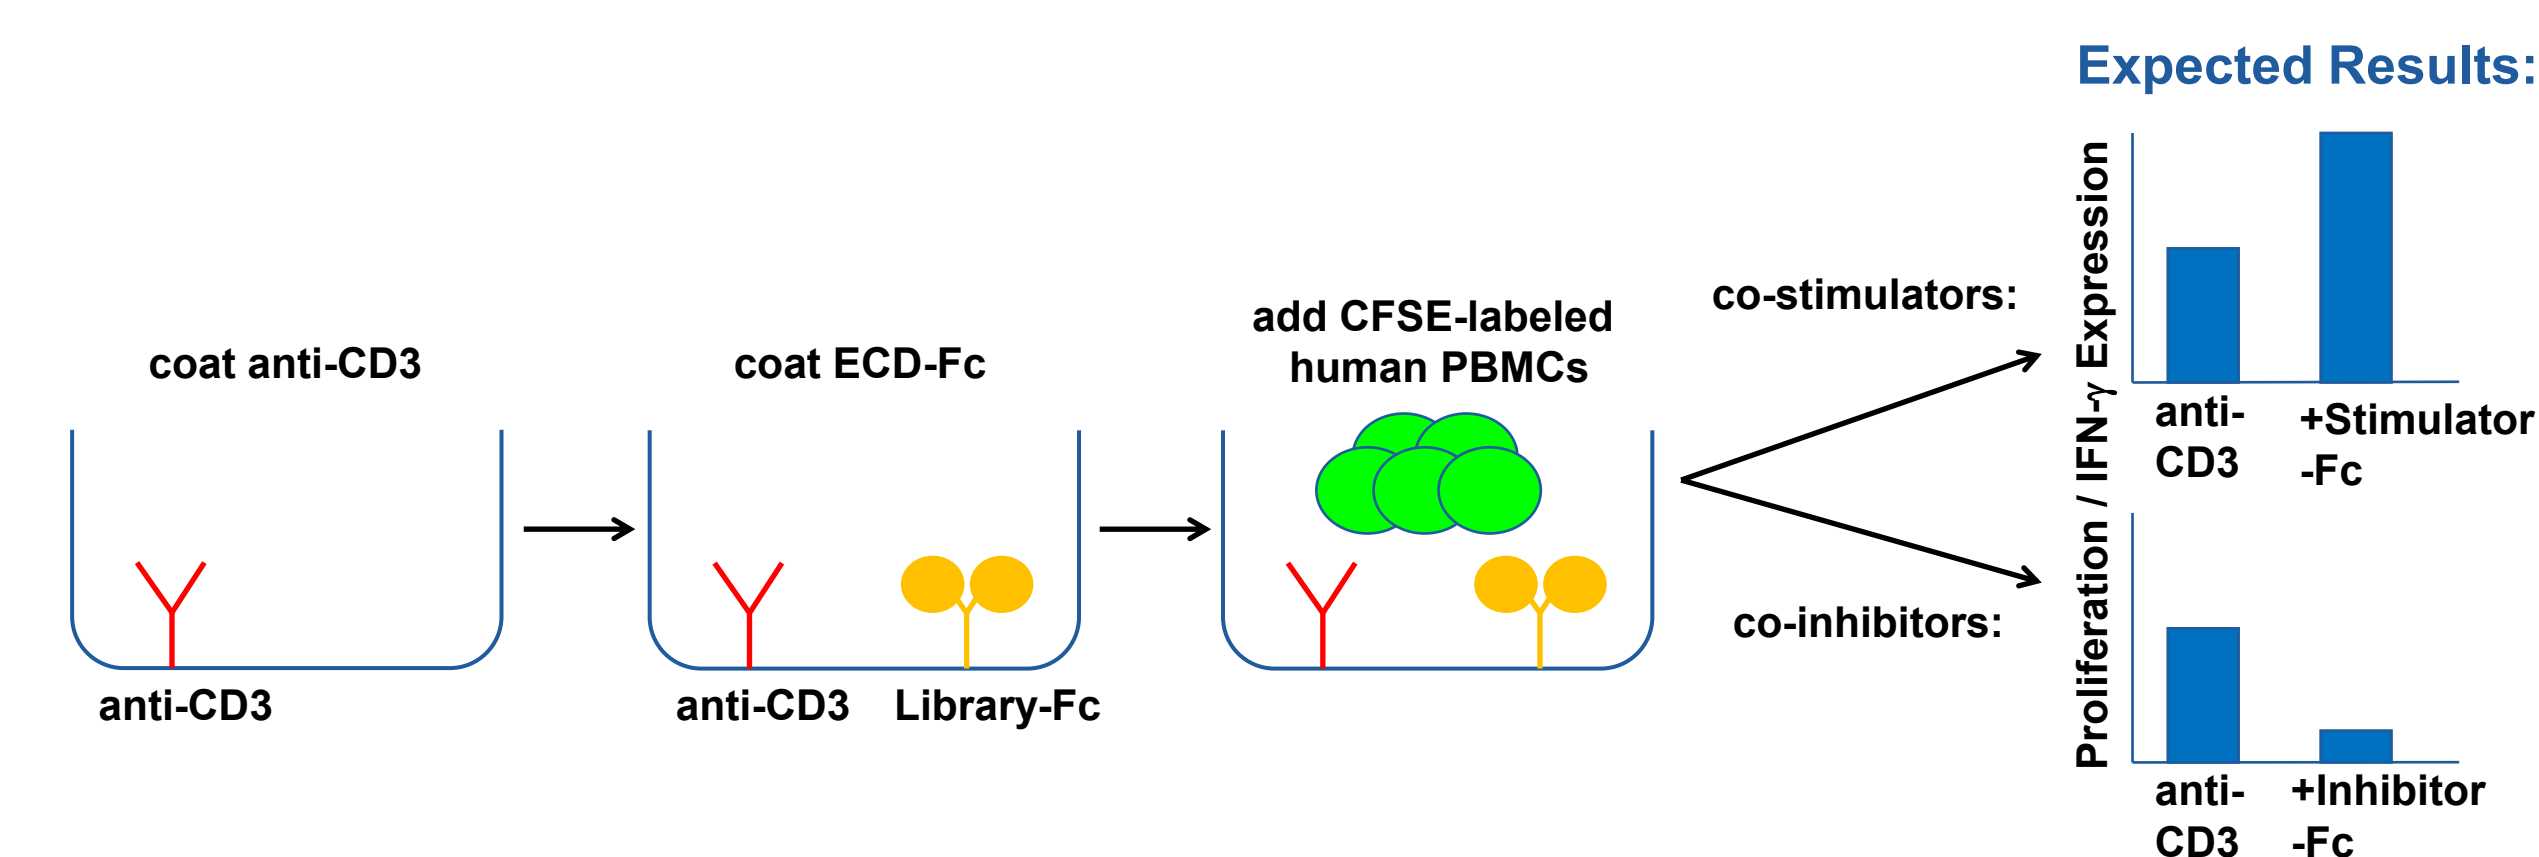 Expected Results:
coat anti-CD3
anti-CD3
coat ECD-Fc
anti-CD3
Library-Fc
add CFSE-labeled
human PBMCs
co-stimulators:
co-inhibitors:
Proliferation / IFN-γ Expression
anti-
CD3
+Stimulator
-Fc
anti-
CD3
+Inhibitor
-Fc